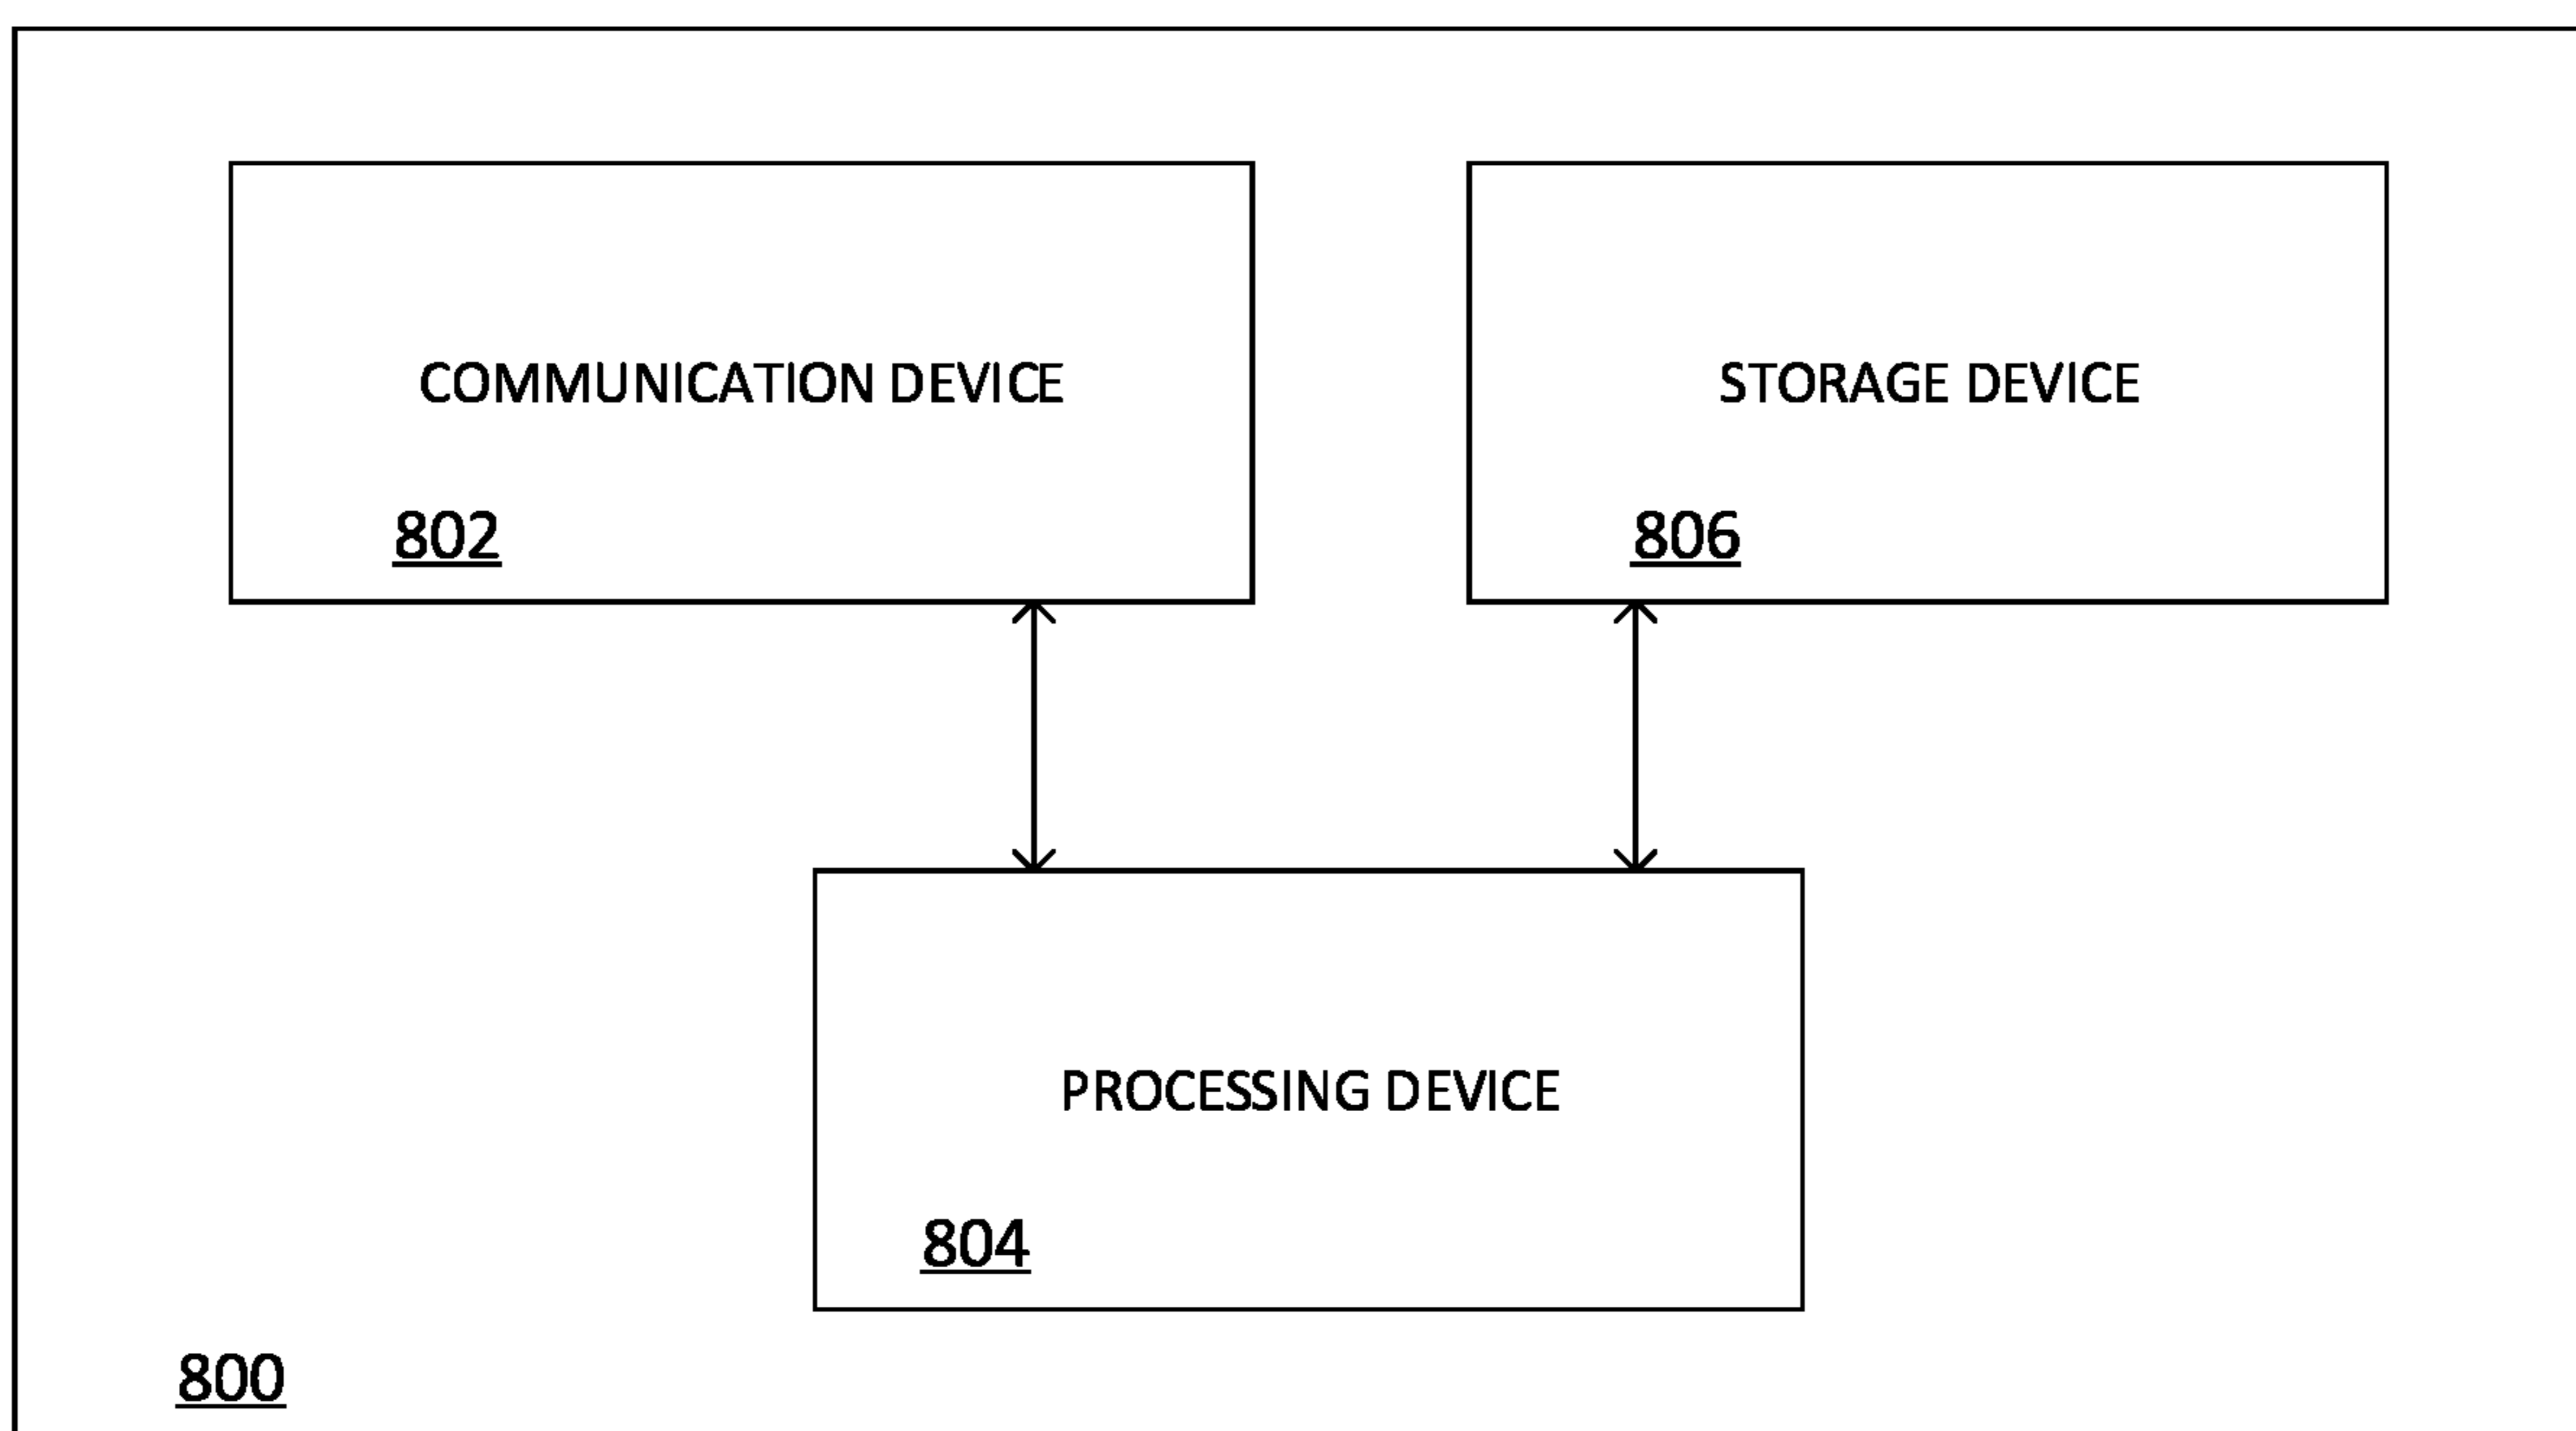 COMMUNICATION DEVICE
802
STORAGE DEVICE
806
PROCESSING DEVICE
804
800